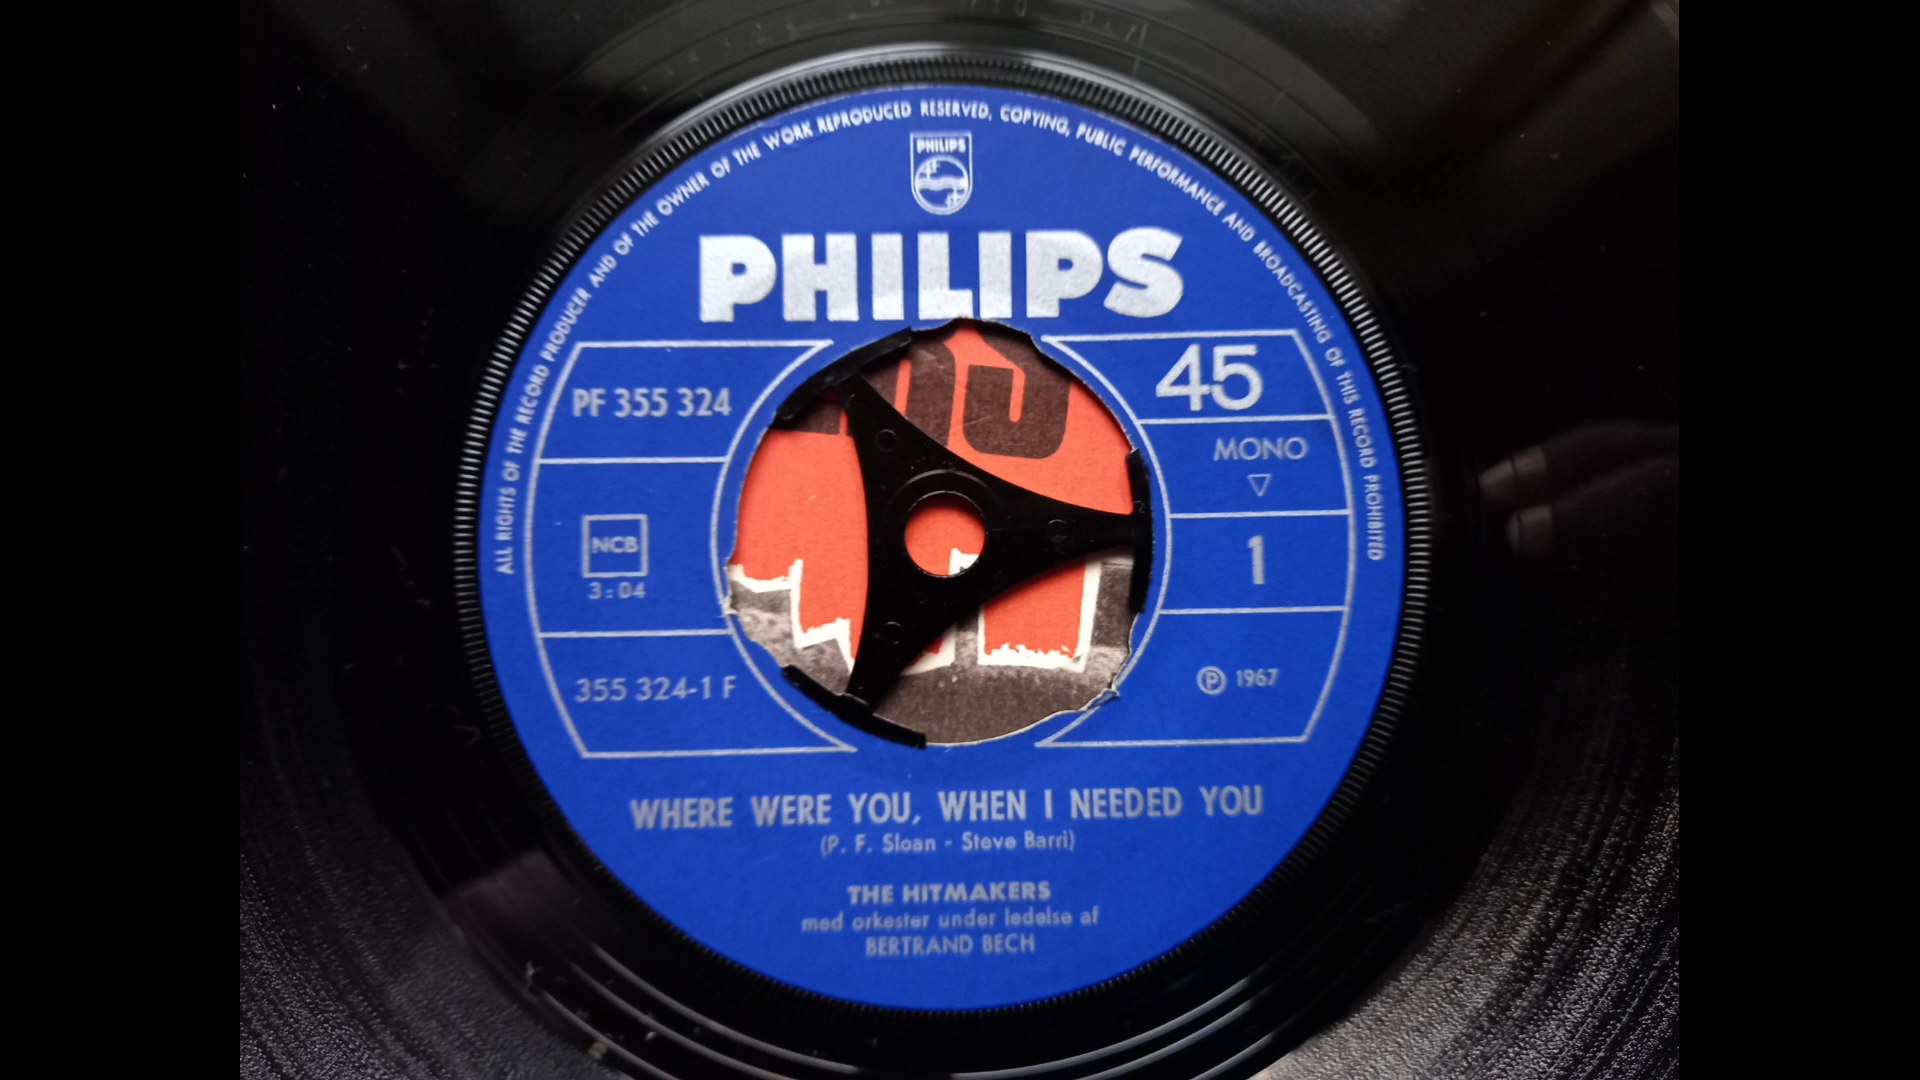 ALL RIGHTS OF THE RECORD PRODUCER AND OF THE OWNER OF THE WORK REPRODUCED RESERVED. COPYING, PUBLIC PERFORMANCE AND BROADCASTING OF THIS RECORD PROHIBITED
PHILIPS
PHILIPS
PF 355 324
45
MONO
NCB
1
3:04
355 324-1 F
Ⓟ 1967
WHERE WERE YOU, WHEN I NEEDED YOU
(P. F. Sloan - Steve Barri)
THE HITMAKERS
med orkester under ledelse af
BERTRAND BECH